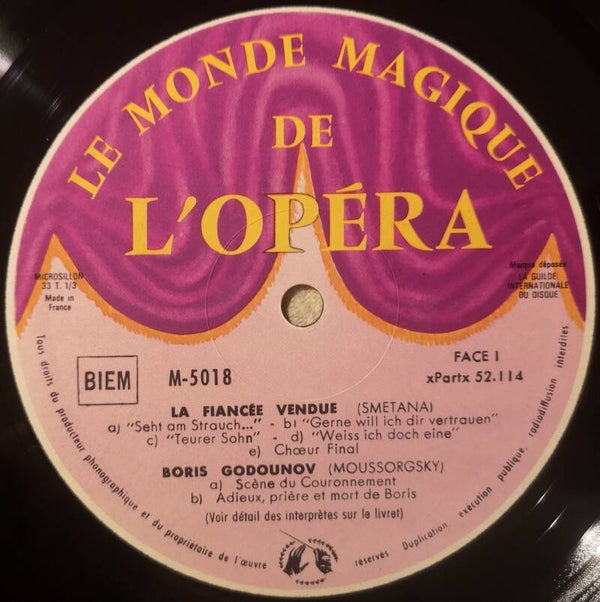 LE MONDE MAGIQUE
DE
L'OPÉRA
MICROSILLON
33 T. 1/3
Made in
France
Marque déposée
LA GUILDE
INTERNATIONALE
DU DISQUE
BIEM
M-5018
FACE I
xPartx 52.114
LA FIANCÉE VENDUE (SMETANA)
a) "Seht am Strauch..." - b) "Gerne will ich dir vertrauen"
c) "Teurer Sohn" - d) "Weiss ich doch eine"
e) Chœur Final
BORIS GODOUNOV (MOUSSORGSKY)
a) Scène du Couronnement
b) Adieux, prière et mort de Boris
(Voir détail des interprètes sur le livret)
Tous droits du producteur phonographique et du propriétaire de l'œuvre réservés Duplication exécution publique, radiodiffusion interdites